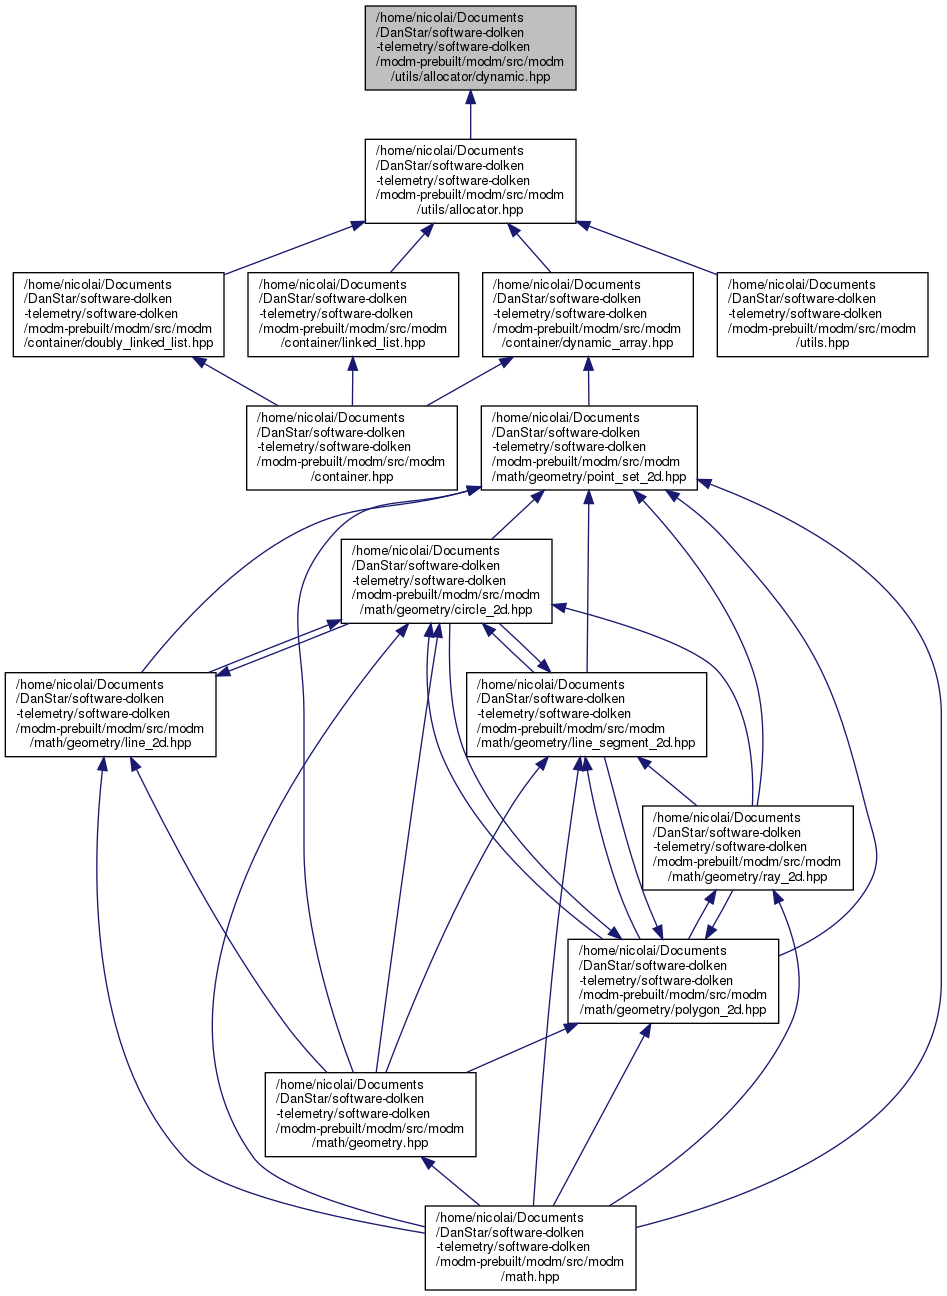 /home/nicolai/Documents
/DanStar/software-dolken
-telemetry/software-dolken
/modm-prebuilt/modm/src/modm
/utils/allocator/dynamic.hpp
/home/nicolai/Documents
/DanStar/software-dolken
-telemetry/software-dolken
/modm-prebuilt/modm/src/modm
/utils/allocator.hpp
/home/nicolai/Documents
/DanStar/software-dolken
-telemetry/software-dolken
/modm-prebuilt/modm/src/modm
/container/doubly_linked_list.hpp
/home/nicolai/Documents
/DanStar/software-dolken
-telemetry/software-dolken
/modm-prebuilt/modm/src/modm
/container/linked_list.hpp
/home/nicolai/Documents
/DanStar/software-dolken
-telemetry/software-dolken
/modm-prebuilt/modm/src/modm
/container/dynamic_array.hpp
/home/nicolai/Documents
/DanStar/software-dolken
-telemetry/software-dolken
/modm-prebuilt/modm/src/modm
/utils.hpp
/home/nicolai/Documents
/DanStar/software-dolken
-telemetry/software-dolken
/modm-prebuilt/modm/src/modm
/container.hpp
/home/nicolai/Documents
/DanStar/software-dolken
-telemetry/software-dolken
/modm-prebuilt/modm/src/modm
/math/geometry/point_set_2d.hpp
/home/nicolai/Documents
/DanStar/software-dolken
-telemetry/software-dolken
/modm-prebuilt/modm/src/modm
/math/geometry/circle_2d.hpp
/home/nicolai/Documents
/DanStar/software-dolken
-telemetry/software-dolken
/modm-prebuilt/modm/src/modm
/math/geometry/line_2d.hpp
/home/nicolai/Documents
/DanStar/software-dolken
-telemetry/software-dolken
/modm-prebuilt/modm/src/modm
/math/geometry/line_segment_2d.hpp
/home/nicolai/Documents
/DanStar/software-dolken
-telemetry/software-dolken
/modm-prebuilt/modm/src/modm
/math/geometry/ray_2d.hpp
/home/nicolai/Documents
/DanStar/software-dolken
-telemetry/software-dolken
/modm-prebuilt/modm/src/modm
/math/geometry/polygon_2d.hpp
/home/nicolai/Documents
/DanStar/software-dolken
-telemetry/software-dolken
/modm-prebuilt/modm/src/modm
/math/geometry.hpp
/home/nicolai/Documents
/DanStar/software-dolken
-telemetry/software-dolken
/modm-prebuilt/modm/src/modm
/math.hpp